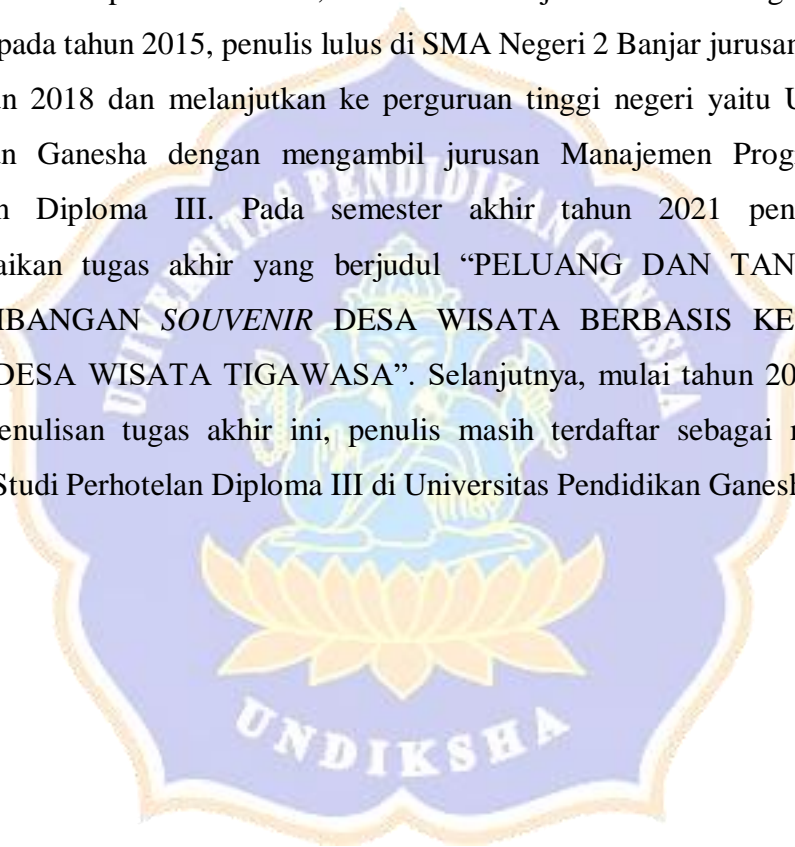 pada tahun 2015, penulis lulus di SMA Negeri 2 Banjar jurusan
2018 dan melanjutkan ke perguruan tinggi negeri yaitu U
Ganesha dengan mengambil jurusan Manajemen Prog
Diploma III. Pada semester akhir tahun 2021 pen
aikan tugas akhir yang berjudul “PELUANG DAN TAN
IBANGAN SOUVENIR DESA WISATA BERBASIS KE
DESA WISATA TIGAWASA”. Selanjutnya, mulai tahun 20
enulisan tugas akhir ini, penulis masih terdaftar sebagai
Studi Perhotelan Diploma III di Universitas Pendidikan Ganesh
UNIVERSITAS PENDIDIKAN GANESHA
UNDIKSHA